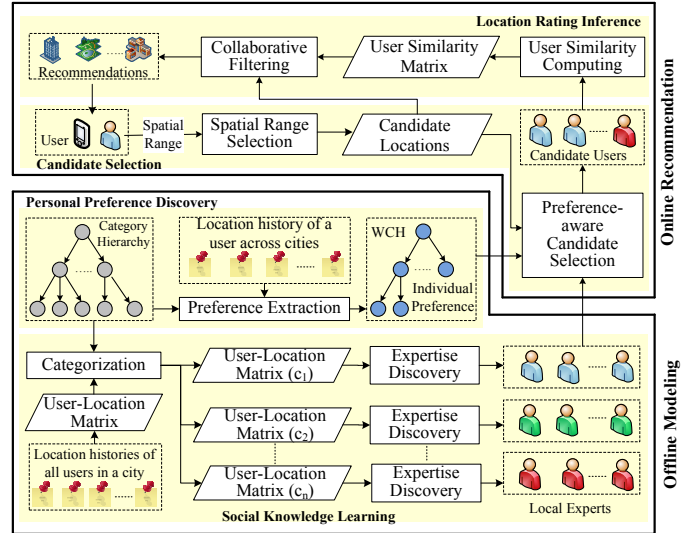 Location Rating Inference
Recommendations
Collaborative
Filtering
User Similarity
Matrix
User Similarity
Computing
User
Spatial
Range
Spatial Range
Selection
Candidate
Locations
Candidate Users
Candidate Selection
Online Recommendation
Personal Preference Discovery
Category
Hierarchy
Location history of a
user across cities
WCH
Individual
Preference
Preference Extraction
Preference-
aware
Candidate
Selection
Categorization
User-Location
Matrix (c1)
Expertise
Discovery
User-Location
Matrix
User-Location
Matrix (c2)
Expertise
Discovery
Location histories of
all users in a city
User-Location
Matrix (cn)
Expertise
Discovery
Local Experts
Social Knowledge Learning
Offline Modeling